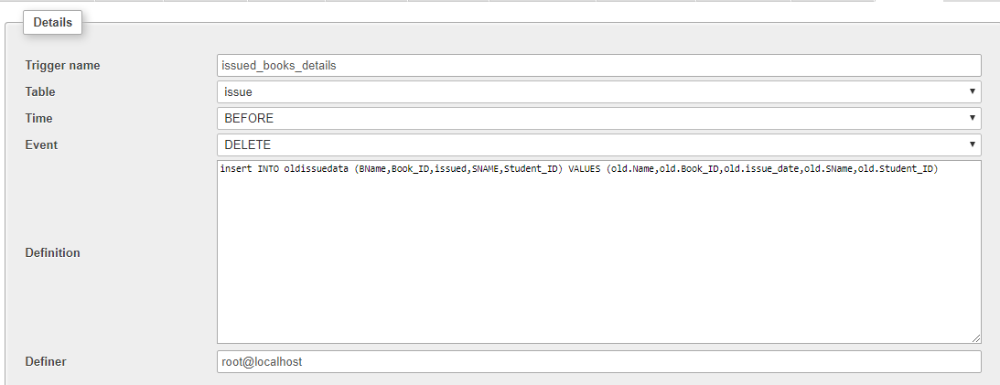 Details
Trigger name issued_books_details
Table issue
Time BEFORE
Event DELETE
insert INTO oldissuedata (BName,Book_ID,issued,SNAME,Student_ID) VALUES (old.Name,old.Book_ID,old.issue_date,old.SName,old.Student_ID)
Definition
Definer root@localhost